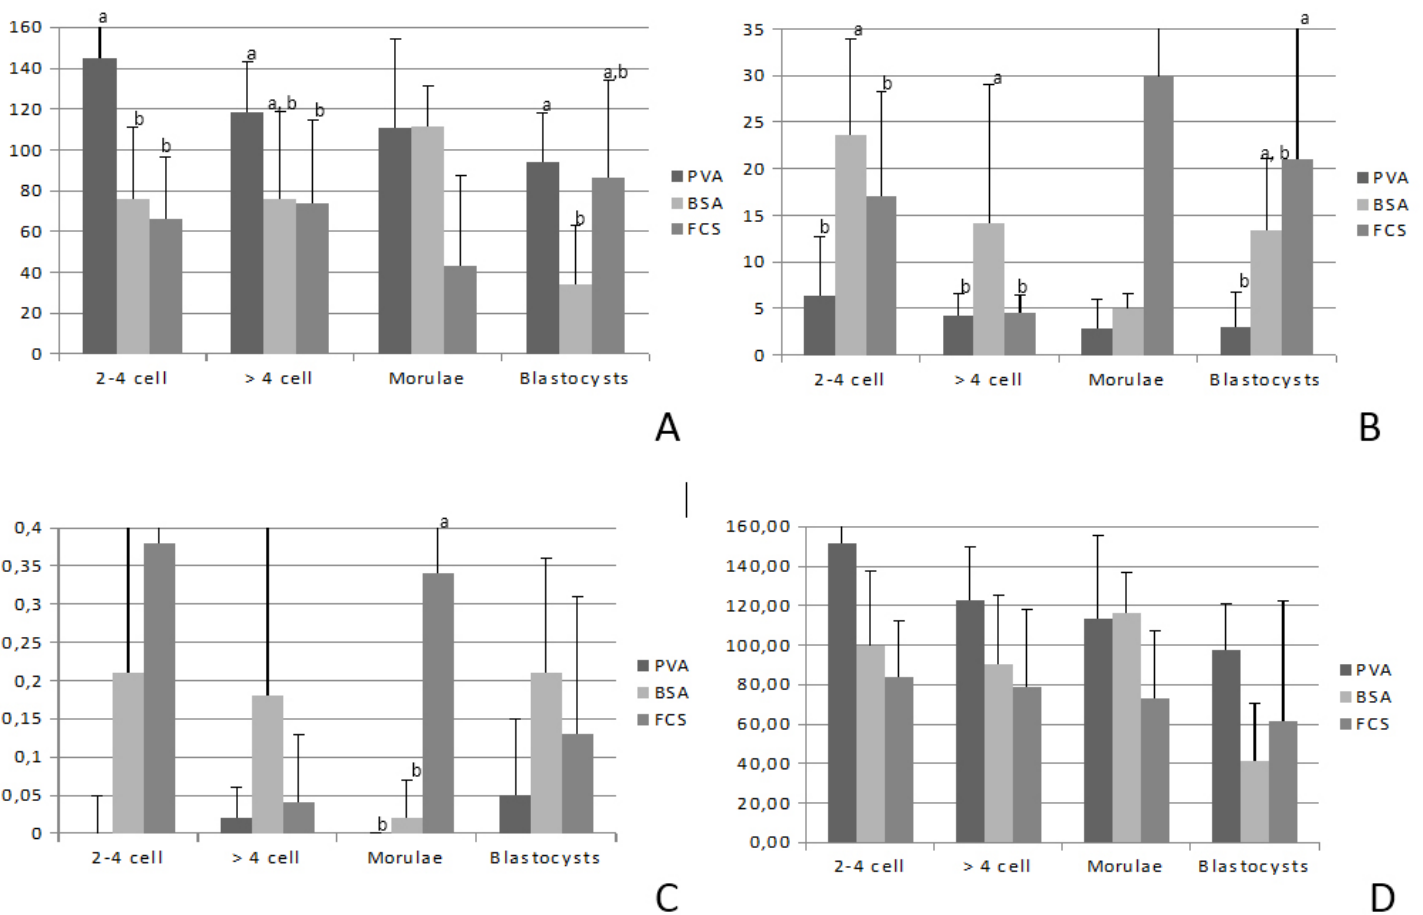 a
160
140
120
100
80
60
40
20
0
b
b
a
a,b
b
a
b
a,b
2-4 cell
> 4 cell
Morulae
Blastocysts
PVA
BSA
FCS
A
35
30
25
20
15
10
5
0
b
a
b
b
a
b
b
a, b
a
2-4 cell
> 4 cell
Morulae
Blastocysts
PVA
BSA
FCS
B
0,4
0,35
0,3
0,25
0,2
0,15
0,1
0,05
0
b
b
a
2-4 cell
> 4 cell
Morulae
Blastocysts
PVA
BSA
FCS
C
160,00
140,00
120,00
100,00
80,00
60,00
40,00
20,00
0,00
2-4 cell
> 4 cell
Morulae
Blastocysts
PVA
BSA
FCS
D